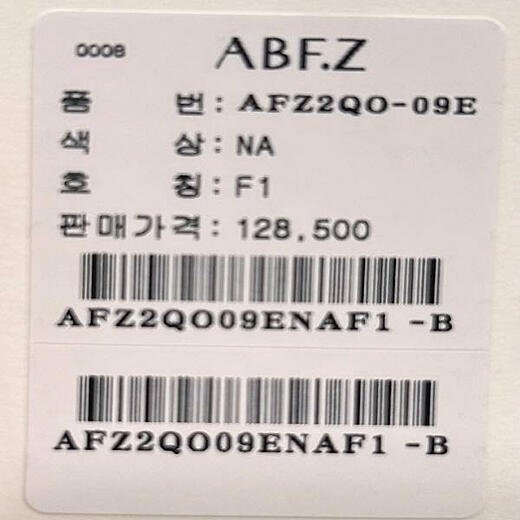 0008 ABF.Z
품 번 : AFZ2QO-09E
색 상 : NA
호 칭 : F1
판매가격 : 128,500
AFZ2QO09ENAF1 -B
AFZ2QO09ENAF1 -B